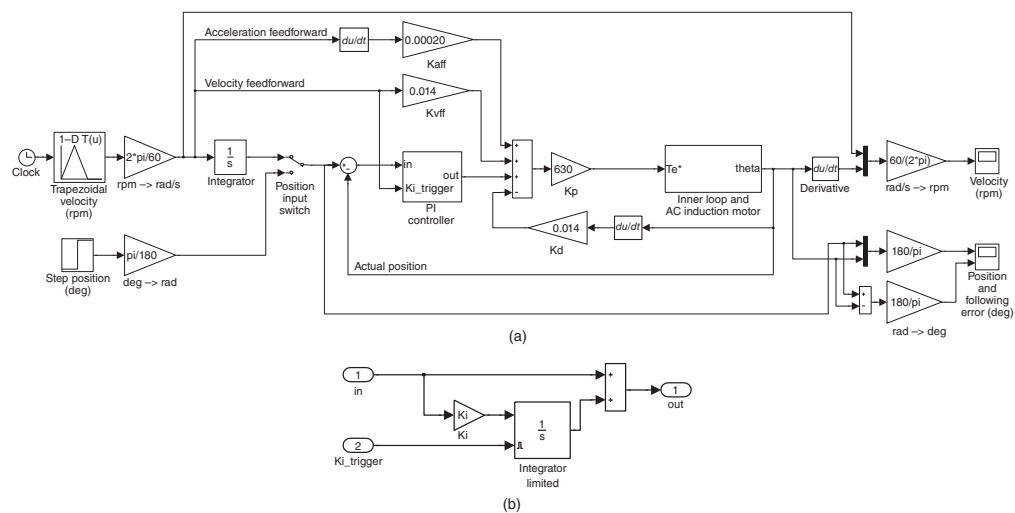 Acceleration feedforward
du/dt
0.00020
Kaff
Velocity feedforward
0.014
Kvff
Clock
1–D T(u)
Trapezoidal
velocity
(rpm)
2*pi/60
rpm –> rad/s
1
s
Integrator
Position
input
switch
+
–
in
out
Ki_trigger
PI
controller
+
+
+
–
630
Kp
Te*
theta
Inner loop and
AC induction motor
du/dt
Derivative
60/(2*pi)
rad/s –> rpm
Velocity
(rpm)
0.014
Kd
du/dt
Step position
(deg)
pi/180
deg –> rad
Actual position
180/pi
+
–
180/pi
rad –> deg
Position
and
following
error (deg)
(a)
1
in
Ki
Ki
2
Ki_trigger
1
s
Integrator
limited
+
+
1
out
(b)